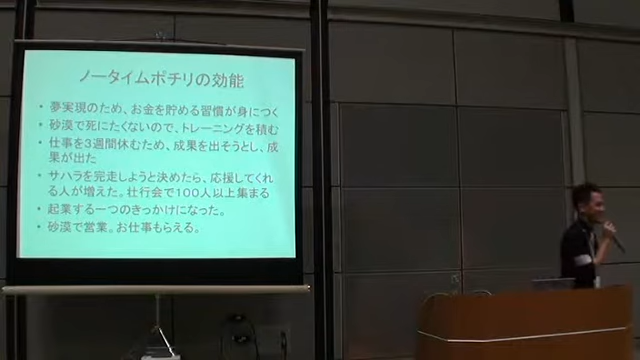 ノータイムポチリの効能
• 夢実現のため、お金を貯める習慣が身につく
• 砂漠で死にたくないので、トレーニングを積む
• 仕事を3週間休むため、成果を出そうとし、成
果が出た
• サハラを完走しようと決めたら、応援してくれ
る人が増えた。壮行会で100人以上集まる
• 起業する一つのきっかけになった。
• 砂漠で営業。お仕事もらえる。